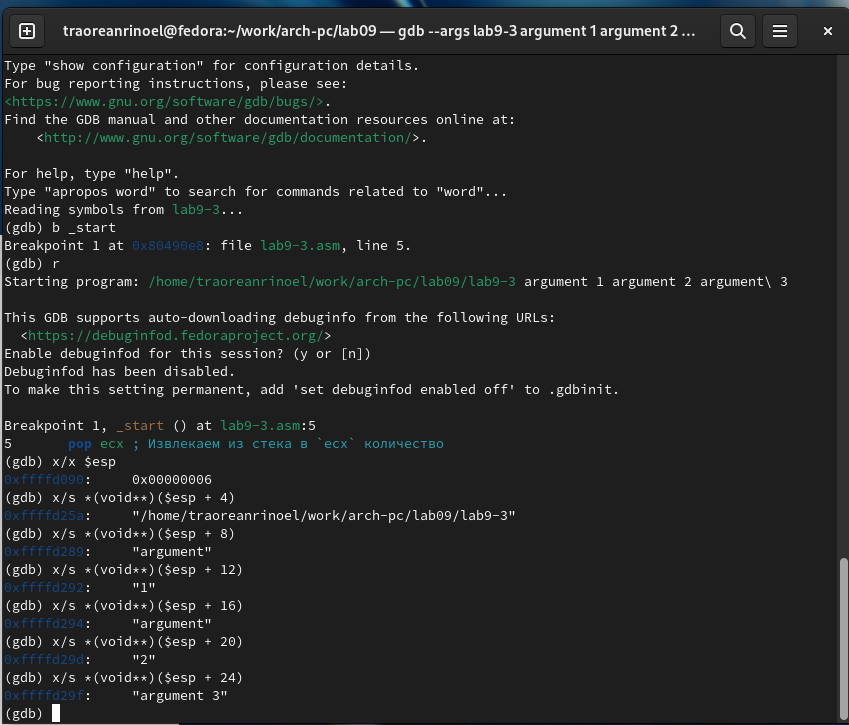 traoreanrinoel@fedora:~/work/arch-pc/lab09 — gdb --args lab9-3 argument 1 argument 2 ...
Type "show configuration" for configuration details.
For bug reporting instructions, please see:
<https://www.gnu.org/software/gdb/bugs/>.
Find the GDB manual and other documentation resources online at:
    <http://www.gnu.org/software/gdb/documentation/>.
For help, type "help".
Type "apropos word" to search for commands related to "word"...
Reading symbols from lab9-3...
(gdb) b _start
Breakpoint 1 at 0x80490e8: file lab9-3.asm, line 5.
(gdb) r
Starting program: /home/traoreanrinoel/work/arch-pc/lab09/lab9-3 argument 1 argument 2 argument\ 3
This GDB supports auto-downloading debuginfo from the following URLs:
  <https://debuginfod.fedoraproject.org/>
Enable debuginfod for this session? (y or [n])
Debuginfod has been disabled.
To make this setting permanent, add 'set debuginfod enabled off' to .gdbinit.
Breakpoint 1, _start () at lab9-3.asm:5
5       pop ecx ; Извлекаем из стека в `ecx` количество
(gdb) x/x $esp
0xffffd090:     0x00000006
(gdb) x/s *(void**)($esp + 4)
0xffffd25a:     "/home/traoreanrinoel/work/arch-pc/lab09/lab9-3"
(gdb) x/s *(void**)($esp + 8)
0xffffd289:     "argument"
(gdb) x/s *(void**)($esp + 12)
0xffffd292:     "1"
(gdb) x/s *(void**)($esp + 16)
0xffffd294:     "argument"
(gdb) x/s *(void**)($esp + 20)
0xffffd29d:     "2"
(gdb) x/s *(void**)($esp + 24)
0xffffd29f:     "argument 3"
(gdb)